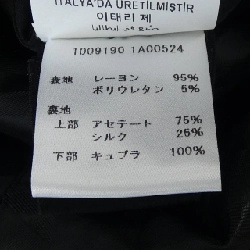 İTALYA'DA ÜRETİLMİŞTİR
이태리 제
1009190 1A00524
表地 レーヨン 95%
ポリウレタン 5%
裏地
上部 アセテート 75%
シルク 25%
下部 キュプラ 100%